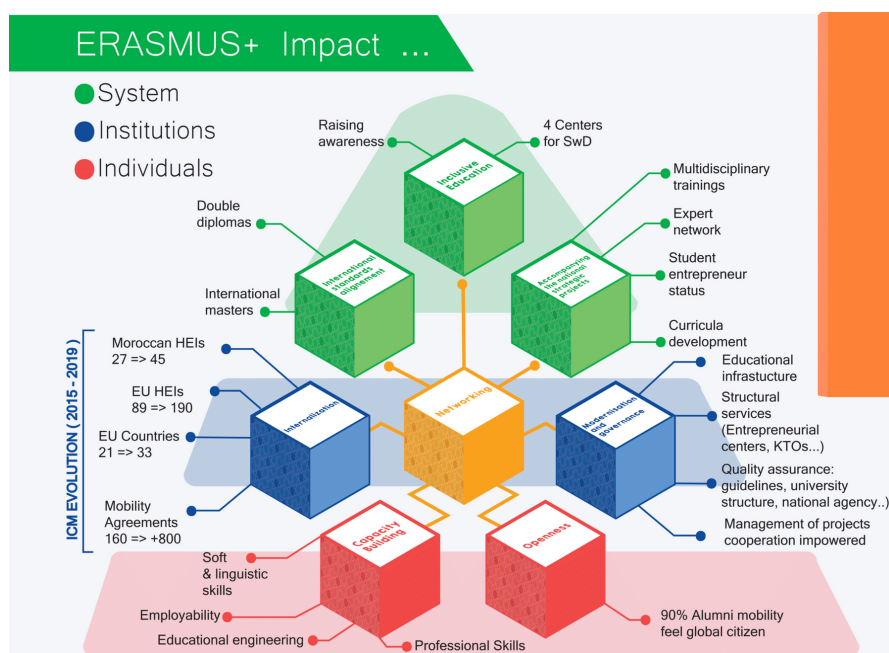 ERASMUS+ Impact ...
System
Institutions
Individuals
Raising
awareness
4 Centers
for SwD
Inclusive
Education
Multidisciplinary
trainings
Double
diplomas
Expert
network
International
standards
alignement
Accompanying
the national
strategic
projects
Student
entrepreneur
status
International
masters
Curricula
development
ICM EVOLUTION ( 2015 - 2019 )
Moroccan HEIs
27 => 45
EU HEIs
89 => 190
EU Countries
21 => 33
Mobility
Agreements
160 => +800
Internalization
Networking
Modernisation
and
governance
Educational
infrastucture
Structural
services
(Entrepreneurial
centers, KTOs...)
Quality assurance:
guidelines, university
structure, national agency..)
Management of projects
cooperation impowered
Capacity
Building
Openness
Soft
& linguistic
skills
Employability
Educational engineering
Professional Skills
90% Alumni mobility
feel global citizen